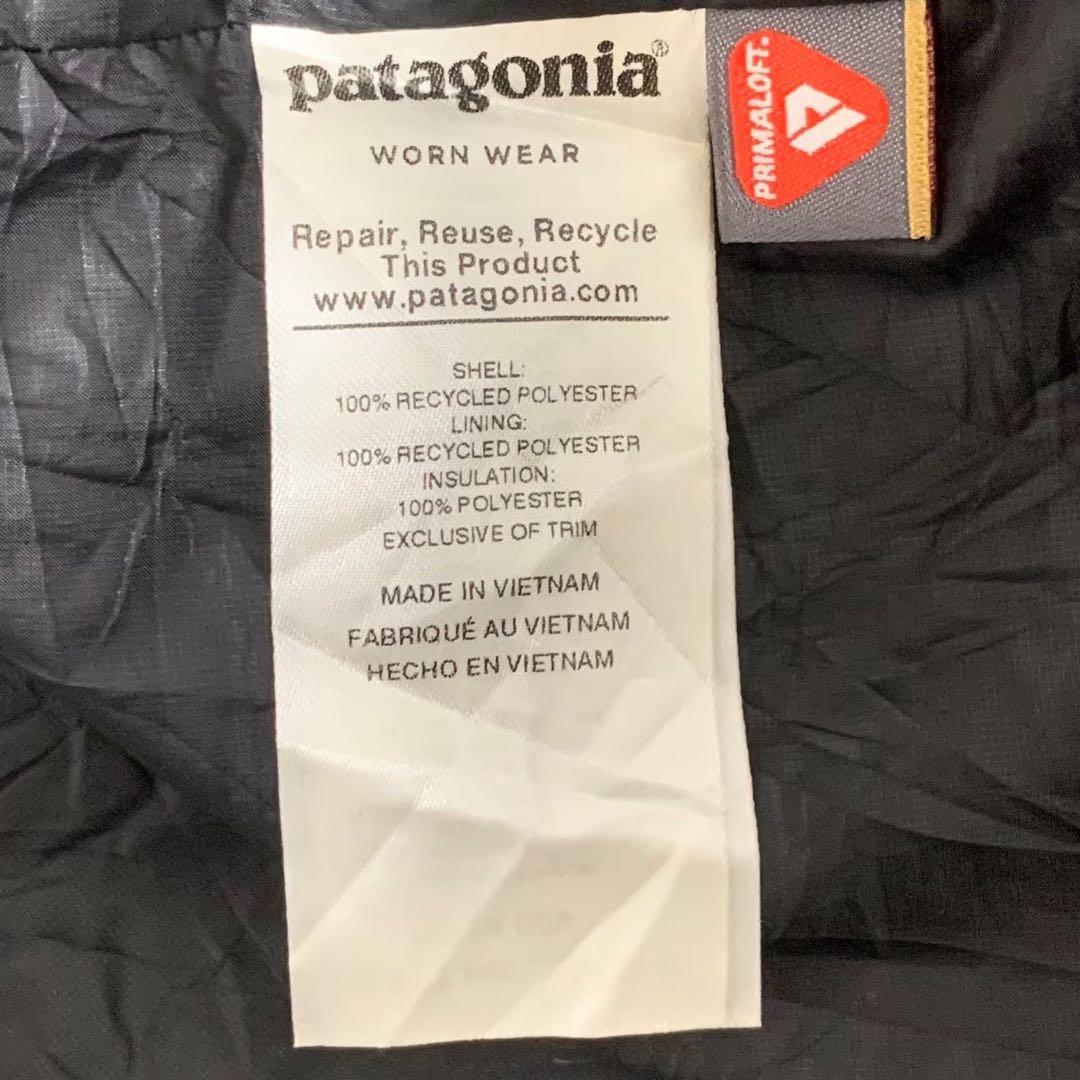 patagonia®
WORN WEAR
Repair, Reuse, Recycle
This Product
www.patagonia.com
SHELL:
100% RECYCLED POLYESTER
LINING:
100% RECYCLED POLYESTER
INSULATION:
100% POLYESTER
EXCLUSIVE OF TRIM
MADE IN VIETNAM
FABRIQUÉ AU VIETNAM
HECHO EN VIETNAM
PRIMALOFT.